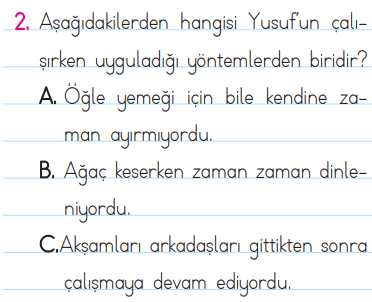 2. Aşağıdakilerden hangisi Yusuf'un çalı-
şırken uyguladığı yöntemlerden biridir?
A. Öğle yemeği için bile kendine za-
man ayırmıyordu.
B. Ağaç keserken zaman zaman dinle-
niyordu.
C.Akşamları arkadaşları gittikten sonra
çalışmaya devam ediyordu.